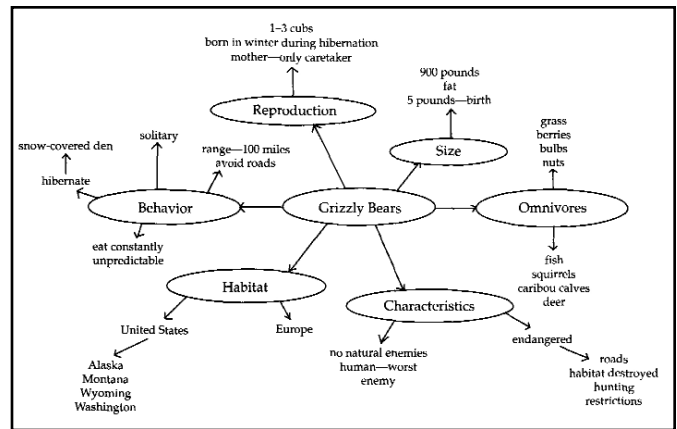 1–3 cubs
born in winter during hibernation
mother—only caretaker
Reproduction
900 pounds
fat
5 pounds—birth
Size
grass
berries
bulbs
nuts
Omnivores
fish
squirrels
caribou calves
deer
solitary
snow-covered den
hibernate
range—100 miles
avoid roads
Behavior
eat constantly
unpredictable
Grizzly Bears
Habitat
United States
Alaska
Montana
Wyoming
Washington
Europe
Characteristics
no natural enemies
human—worst
enemy
endangered
roads
habitat destroyed
hunting
restrictions